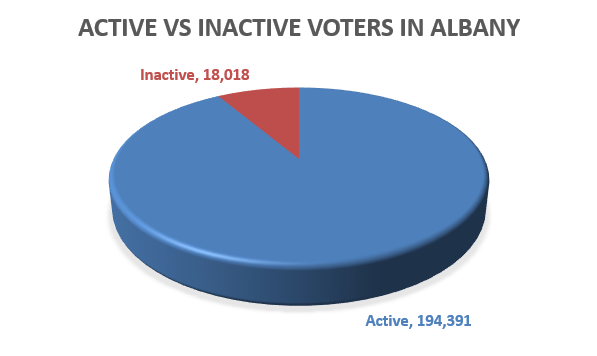 ACTIVE VS INACTIVE VOTERS IN ALBANY
Inactive, 18,018
Active, 194,391